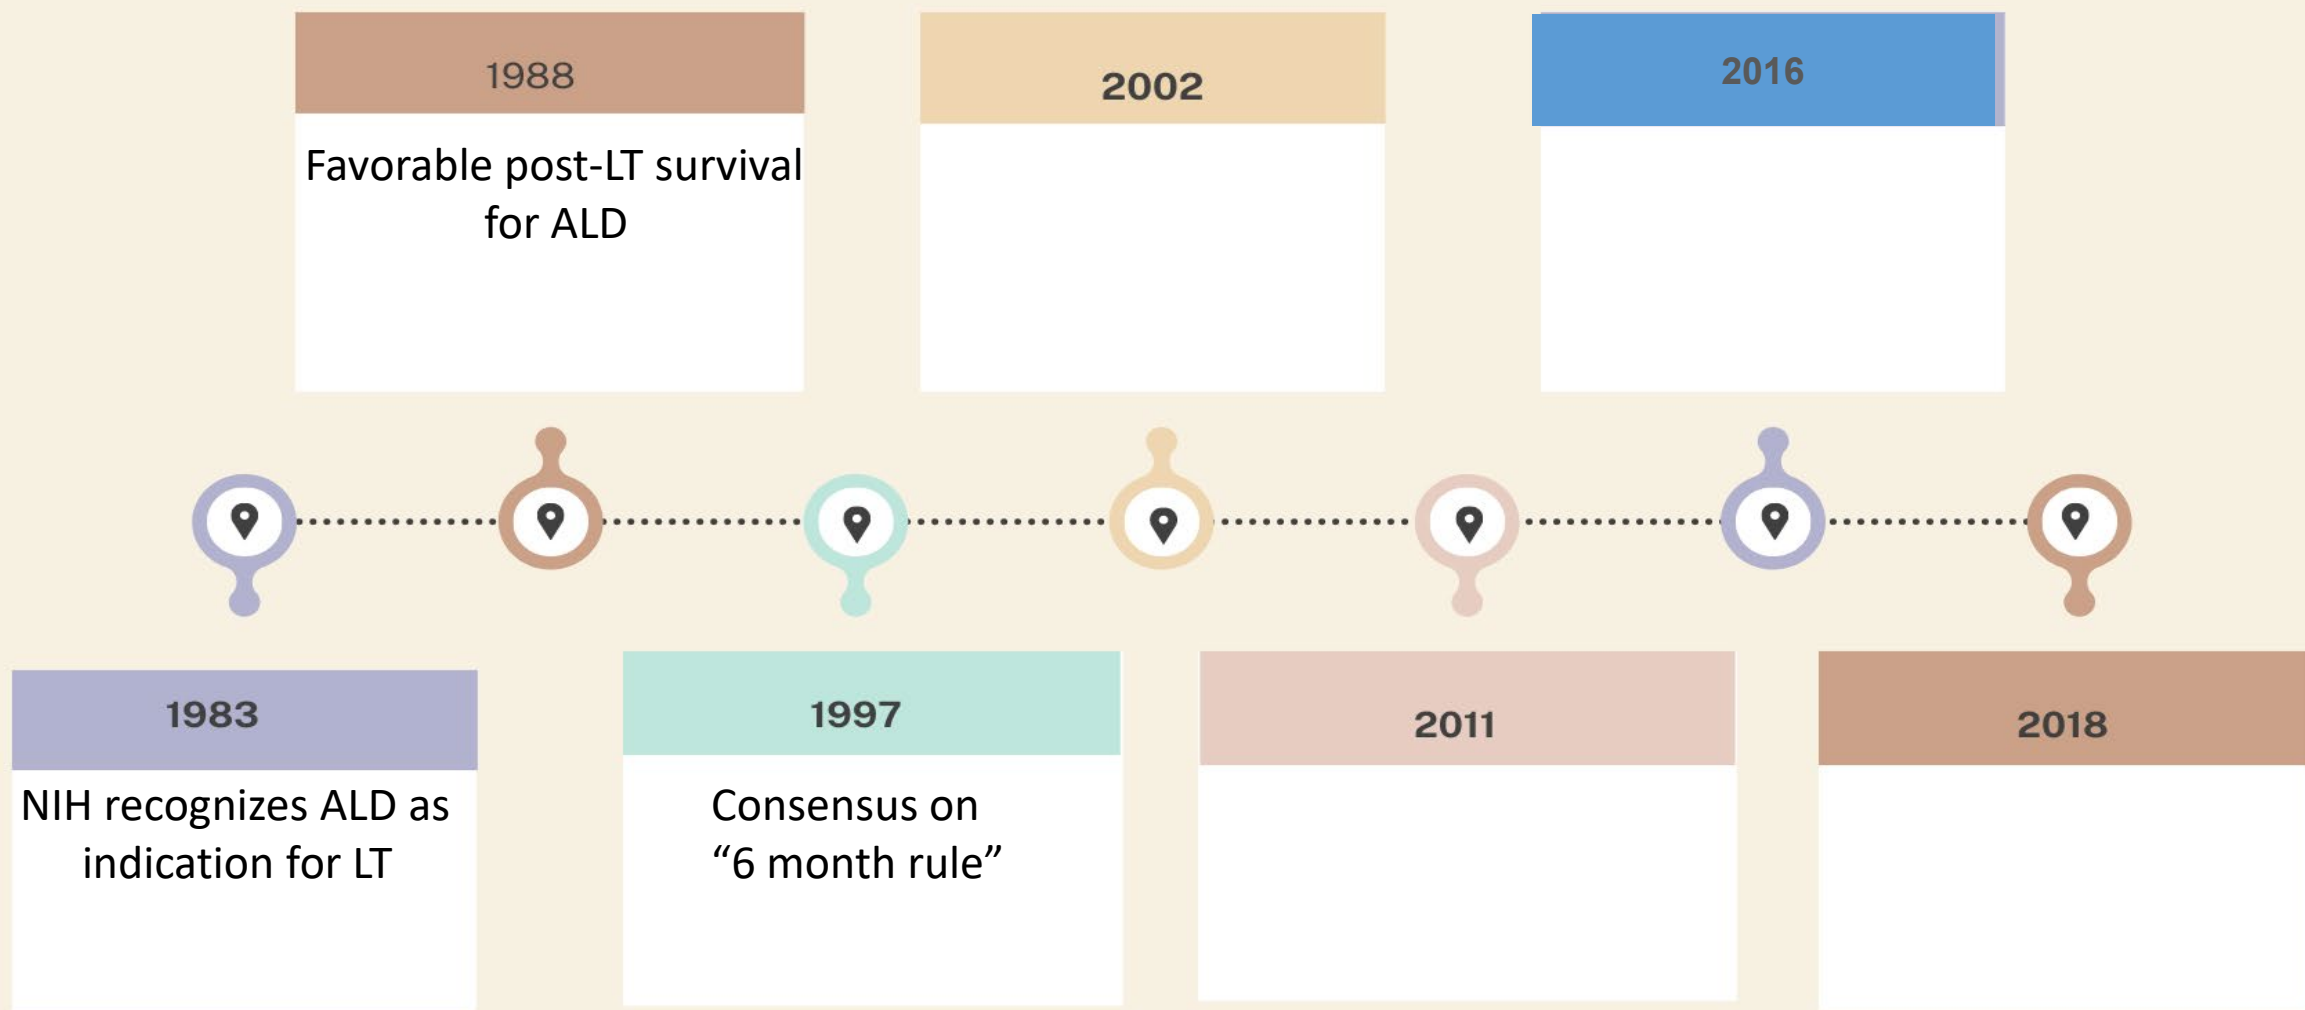 1988
Favorable post-LT survival
for ALD
2002
2016
1983
NIH recognizes ALD as
indication for LT
1997
Consensus on
“6 month rule”
2011
2018